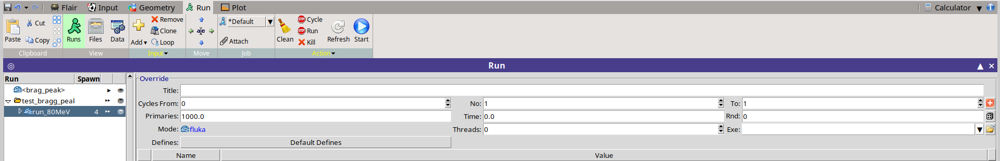 Flair Input Geometry Run Plot Calculator
Paste Cut Copy Runs Files Data Add Remove Clone Loop a|e *Default Attach Clean STOP Cycle STOP Run Kill Refresh Start
Clipboard View Input Move Job Action
Run
Run Spawn
<brag_peak>
test_bragg_peak
run_80MeV 4
Override
Title:
Cycles From: 0 No: 1 To: 1
Primaries: 1000.0 Time: 0.0 Rnd: 0
Mode: fluka Threads: 0 Exe:
Defines: Default Defines
Name Value